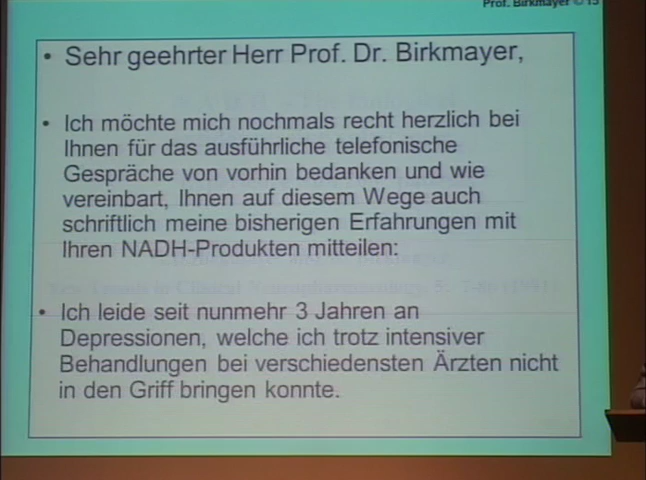 Prof. Birkmayer © 15
• Sehr geehrter Herr Prof. Dr. Birkmayer,
• Ich möchte mich nochmals recht herzlich bei
Ihnen für das ausführliche telefonische
Gespräche von vorhin bedanken und wie
vereinbart, Ihnen auf diesem Wege auch
schriftlich meine bisherigen Erfahrungen mit
Ihren NADH-Produkten mitteilen:
• Ich leide seit nunmehr 3 Jahren an
Depressionen, welche ich trotz intensiver
Behandlungen bei verschiedensten Ärzten nicht
in den Griff bringen konnte.